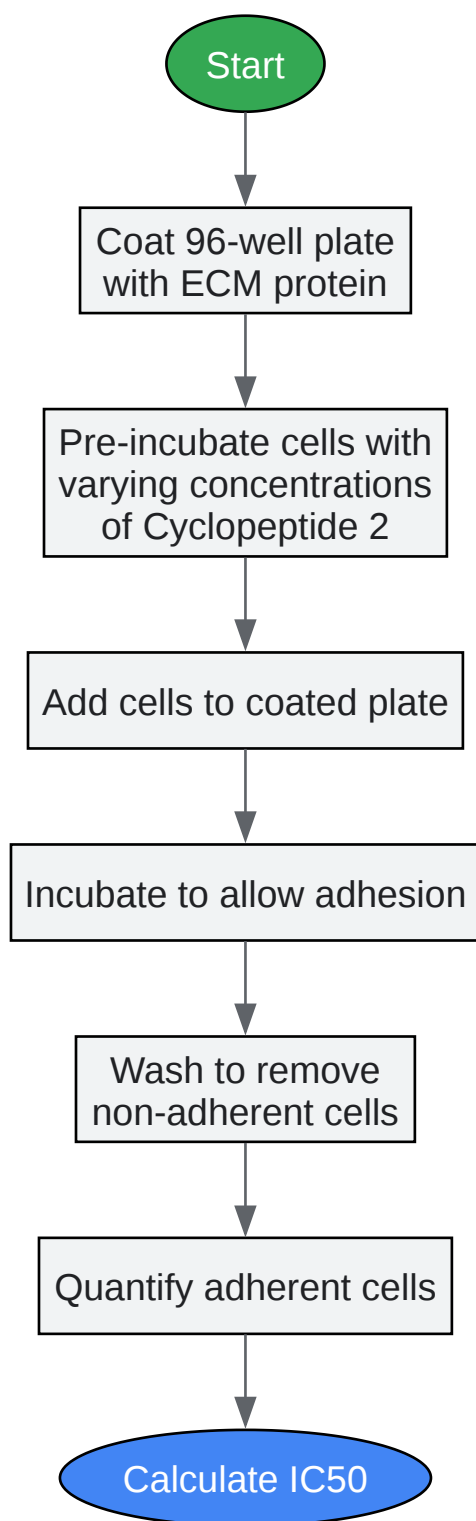 Start
Coat 96-well plate
with ECM protein
Pre-incubate cells with
varying concentrations
of Cyclopeptide 2
Add cells to coated plate
Incubate to allow adhesion
Wash to remove
non-adherent cells
Quantify adherent cells
Calculate IC50